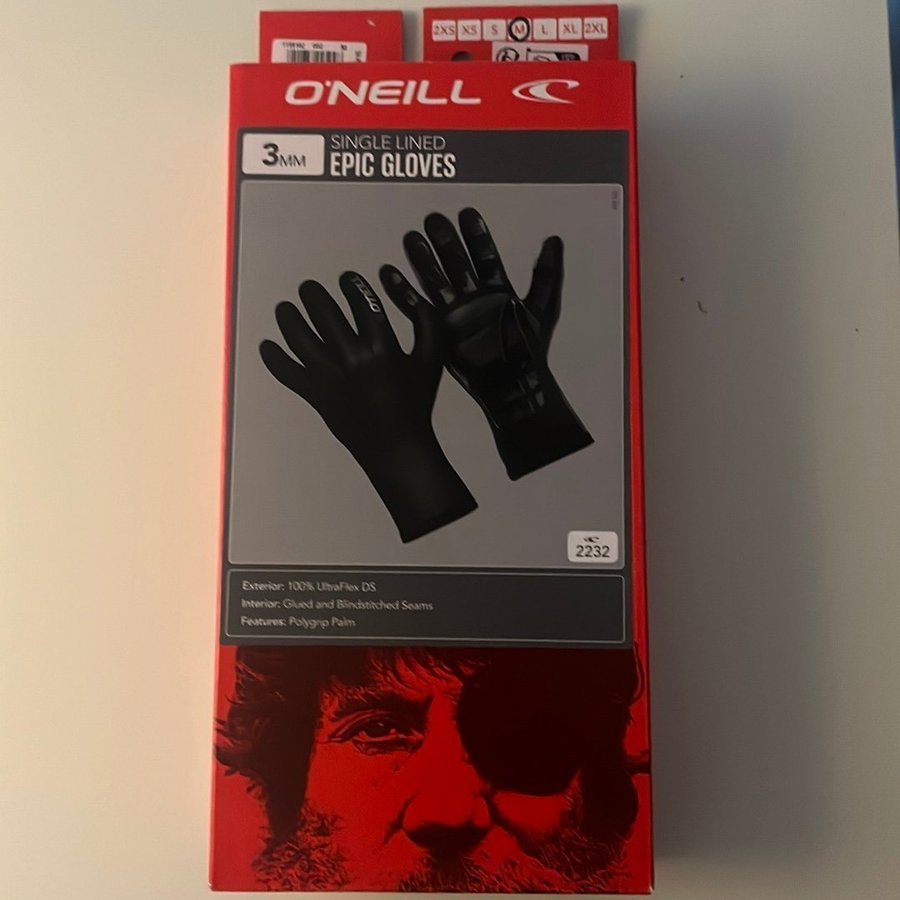 2XS XS S M L XL 2XL
O'NEILL
3MM
SINGLE LINED
EPIC GLOVES
O'NEILL
2232
Exterior: 100% UltraFlex DS
Interior: Glued and Blindstitched Seams
Features: Polygrip Palm